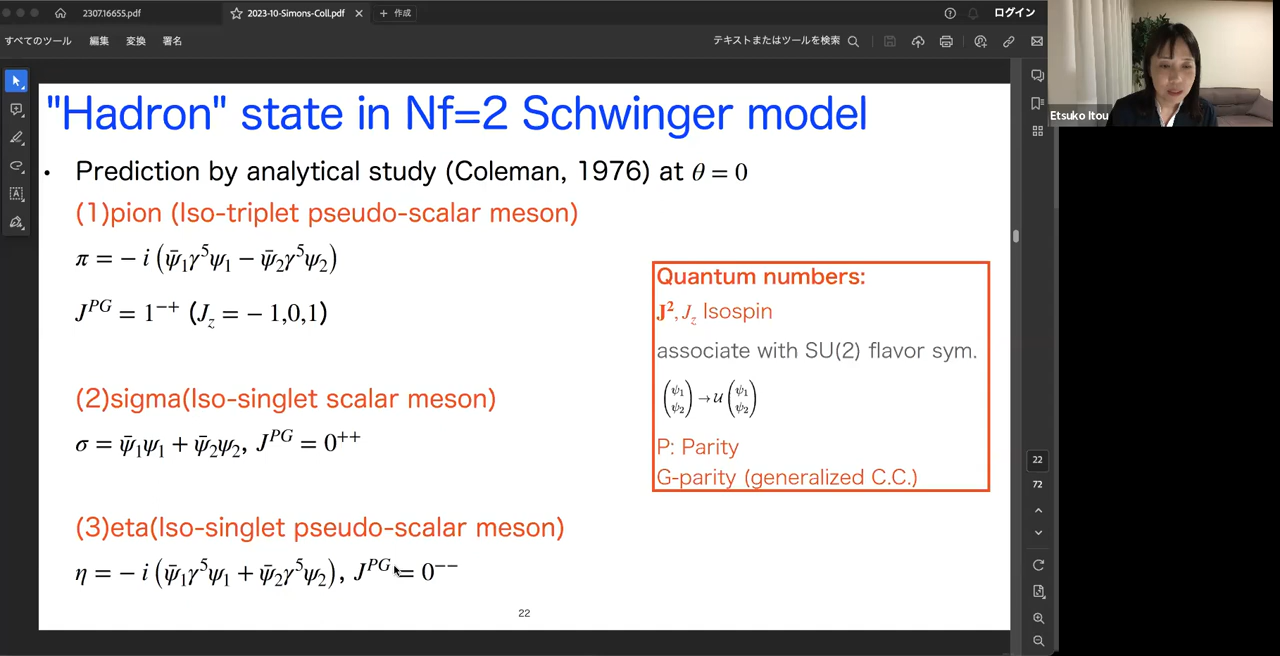 2307.16655.pdf
2023-10-Simons-Coll.pdf
作成
ログイン
すべてのツール
編集
変換
署名
テキストまたはツールを検索
Etsuko Itou
"Hadron" state in Nf=2 Schwinger model
• Prediction by analytical study (Coleman, 1976) at θ = 0
(1)pion (Iso-triplet pseudo-scalar meson)
π = − i (ψ̄₁γ⁵ψ₁ − ψ̄₂γ⁵ψ₂)
J^{PG} = 1^{−+} (J_z = − 1,0,1)
(2)sigma(Iso-singlet scalar meson)
σ = ψ̄₁ψ₁ + ψ̄₂ψ₂, J^{PG} = 0^{++}
(3)eta(Iso-singlet pseudo-scalar meson)
η = − i (ψ̄₁γ⁵ψ₁ + ψ̄₂γ⁵ψ₂), J^{PG} = 0^{−−}
Quantum numbers:
J², J_z Isospin
associate with SU(2) flavor sym.
(ψ₁ ψ₂) → 𝒰 (ψ₁ ψ₂)
P: Parity
G-parity (generalized C.C.)
22
22
72